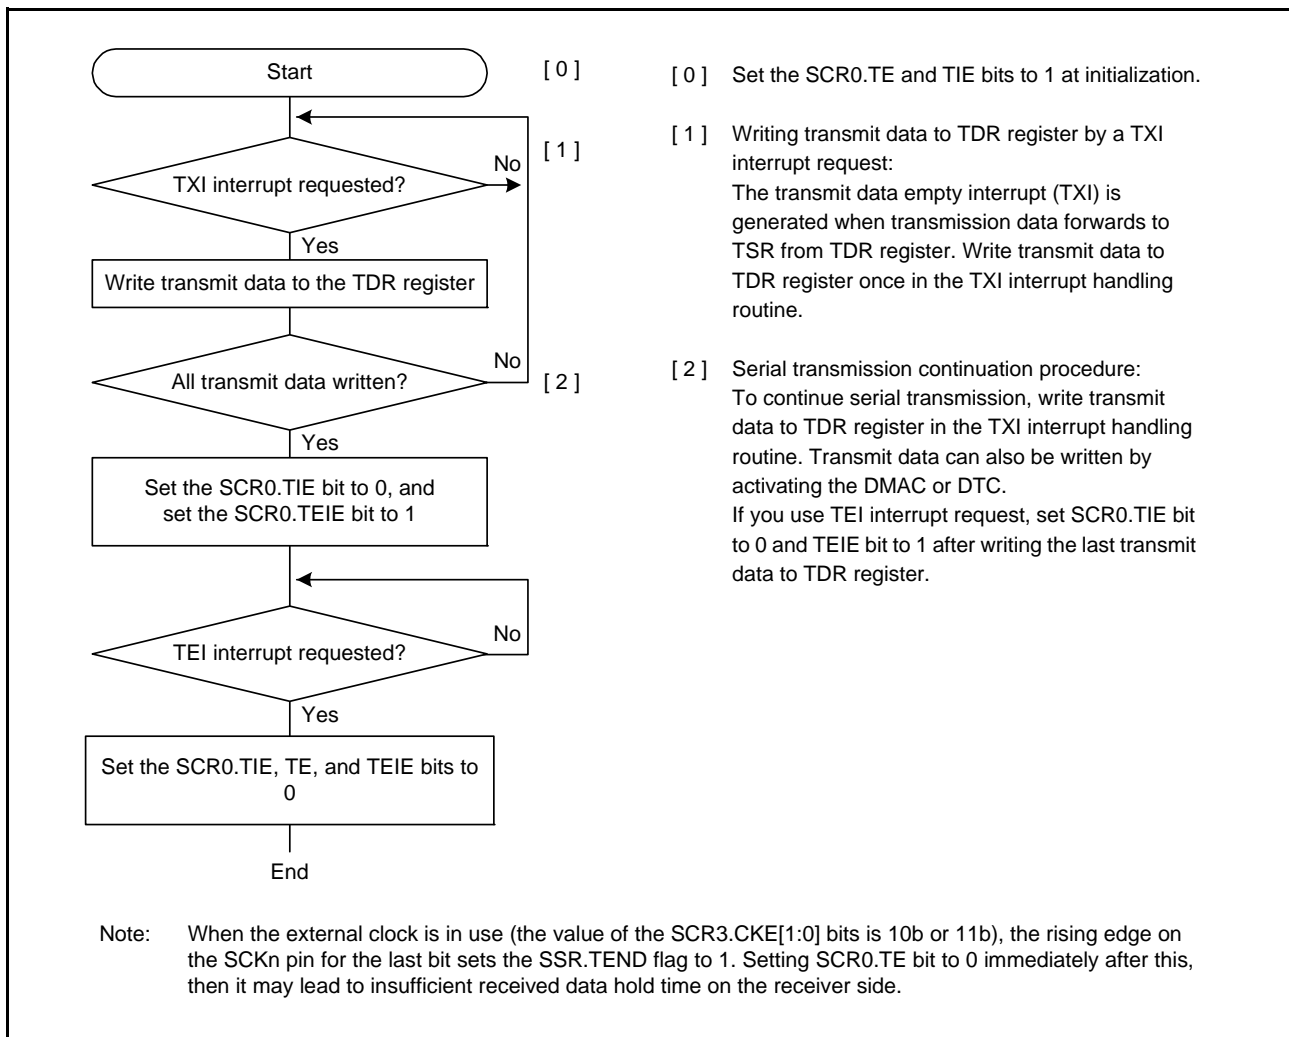 Start
[ 0 ]
TXI interrupt requested?
No
[ 1 ]
Yes
Write transmit data to the TDR register
All transmit data written?
No
[ 2 ]
Yes
Set the SCR0.TIE bit to 0, and
set the SCR0.TEIE bit to 1
TEI interrupt requested?
No
Yes
Set the SCR0.TIE, TE, and TEIE bits to
0
End
[ 0 ] Set the SCR0.TE and TIE bits to 1 at initialization.
[ 1 ] Writing transmit data to TDR register by a TXI
interrupt request:
The transmit data empty interrupt (TXI) is
generated when transmission data forwards to
TSR from TDR register. Write transmit data to
TDR register once in the TXI interrupt handling
routine.
[ 2 ] Serial transmission continuation procedure:
To continue serial transmission, write transmit
data to TDR register in the TXI interrupt handling
routine. Transmit data can also be written by
activating the DMAC or DTC.
If you use TEI interrupt request, set SCR0.TIE bit
to 0 and TEIE bit to 1 after writing the last transmit
data to TDR register.
Note: When the external clock is in use (the value of the SCR3.CKE[1:0] bits is 10b or 11b), the rising edge on
the SCKn pin for the last bit sets the SSR.TEND flag to 1. Setting SCR0.TE bit to 0 immediately after this,
then it may lead to insufficient received data hold time on the receiver side.